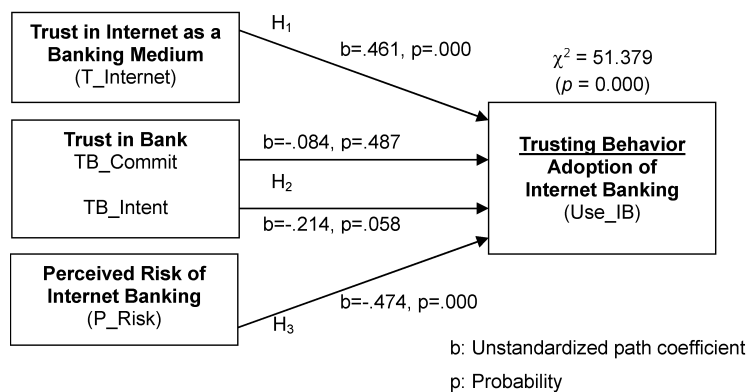 Trust in Internet as a
Banking Medium
(T_Internet)
H₁
b=.461, p=.000
χ² = 51.379
(p = 0.000)
Trust in Bank
TB_Commit
TB_Intent
b=-.084, p=.487
H₂
b=-.214, p=.058
Trusting Behavior
Adoption of
Internet Banking
(Use_IB)
Perceived Risk of
Internet Banking
(P_Risk)
b=-.474, p=.000
H₃
b: Unstandardized path coefficient
p: Probability